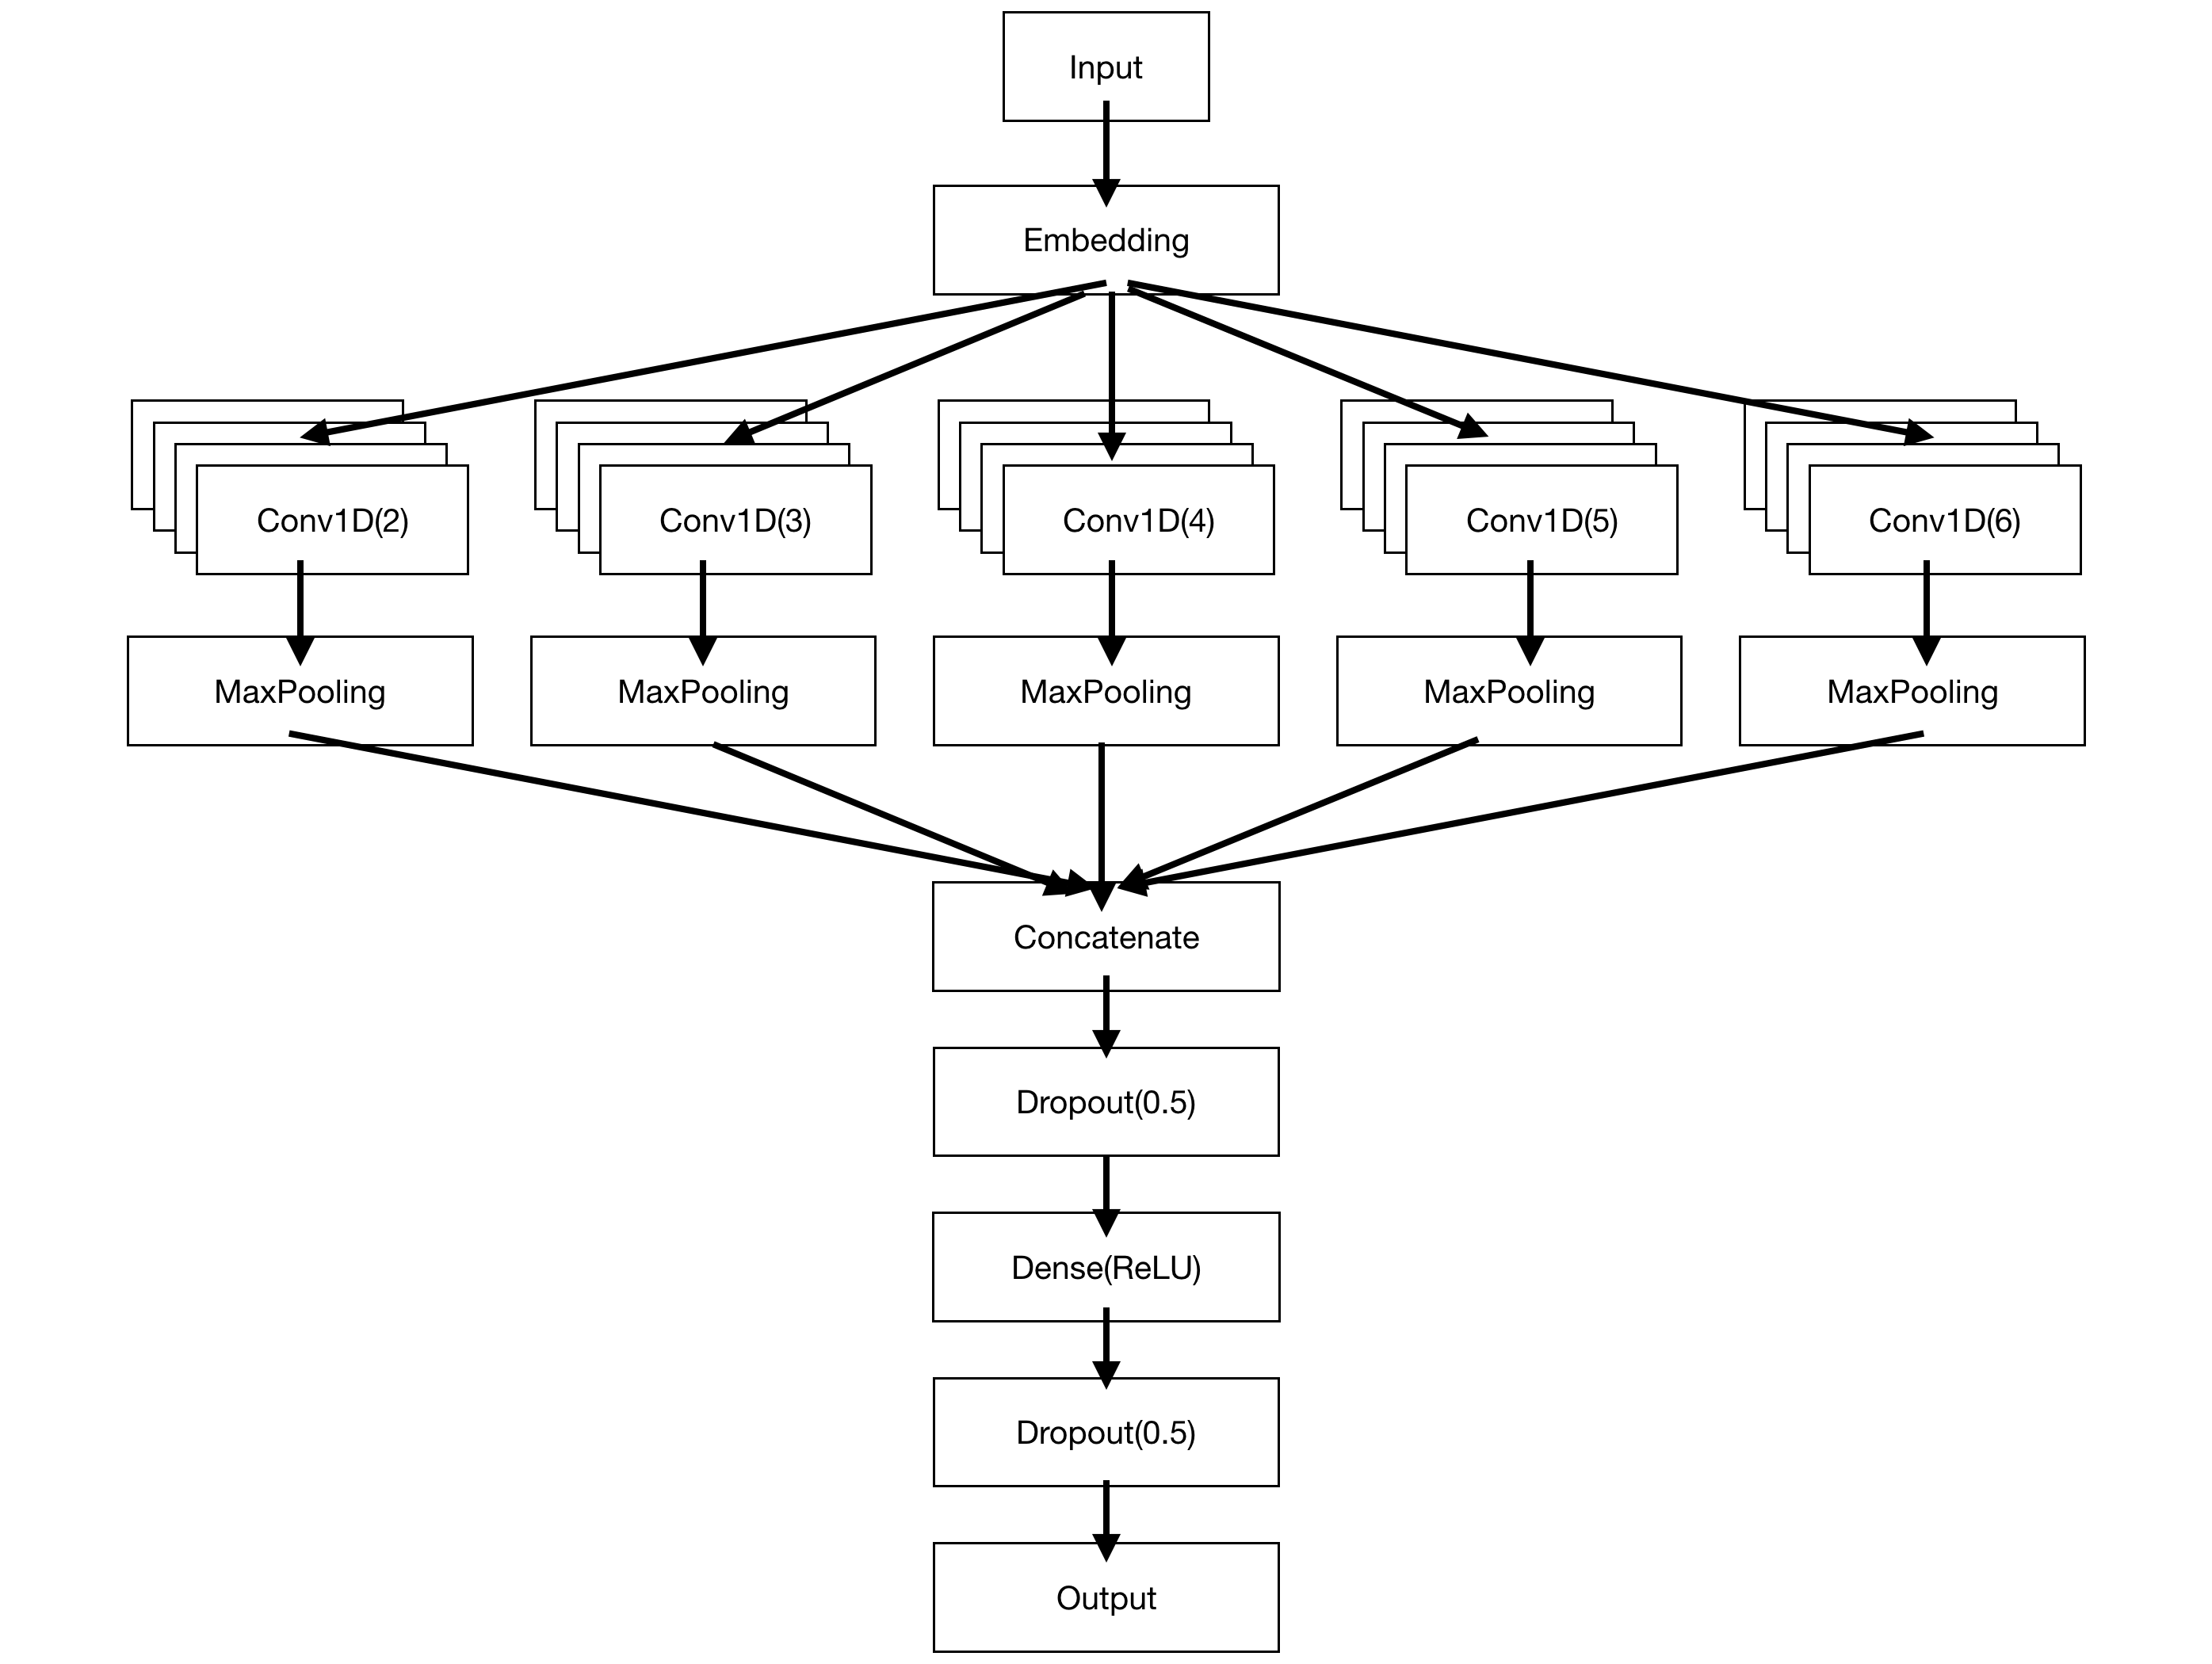 Input
Embedding
Conv1D(2)
Conv1D(3)
Conv1D(4)
Conv1D(5)
Conv1D(6)
MaxPooling
MaxPooling
MaxPooling
MaxPooling
MaxPooling
Concatenate
Dropout(0.5)
Dense(ReLU)
Dropout(0.5)
Output